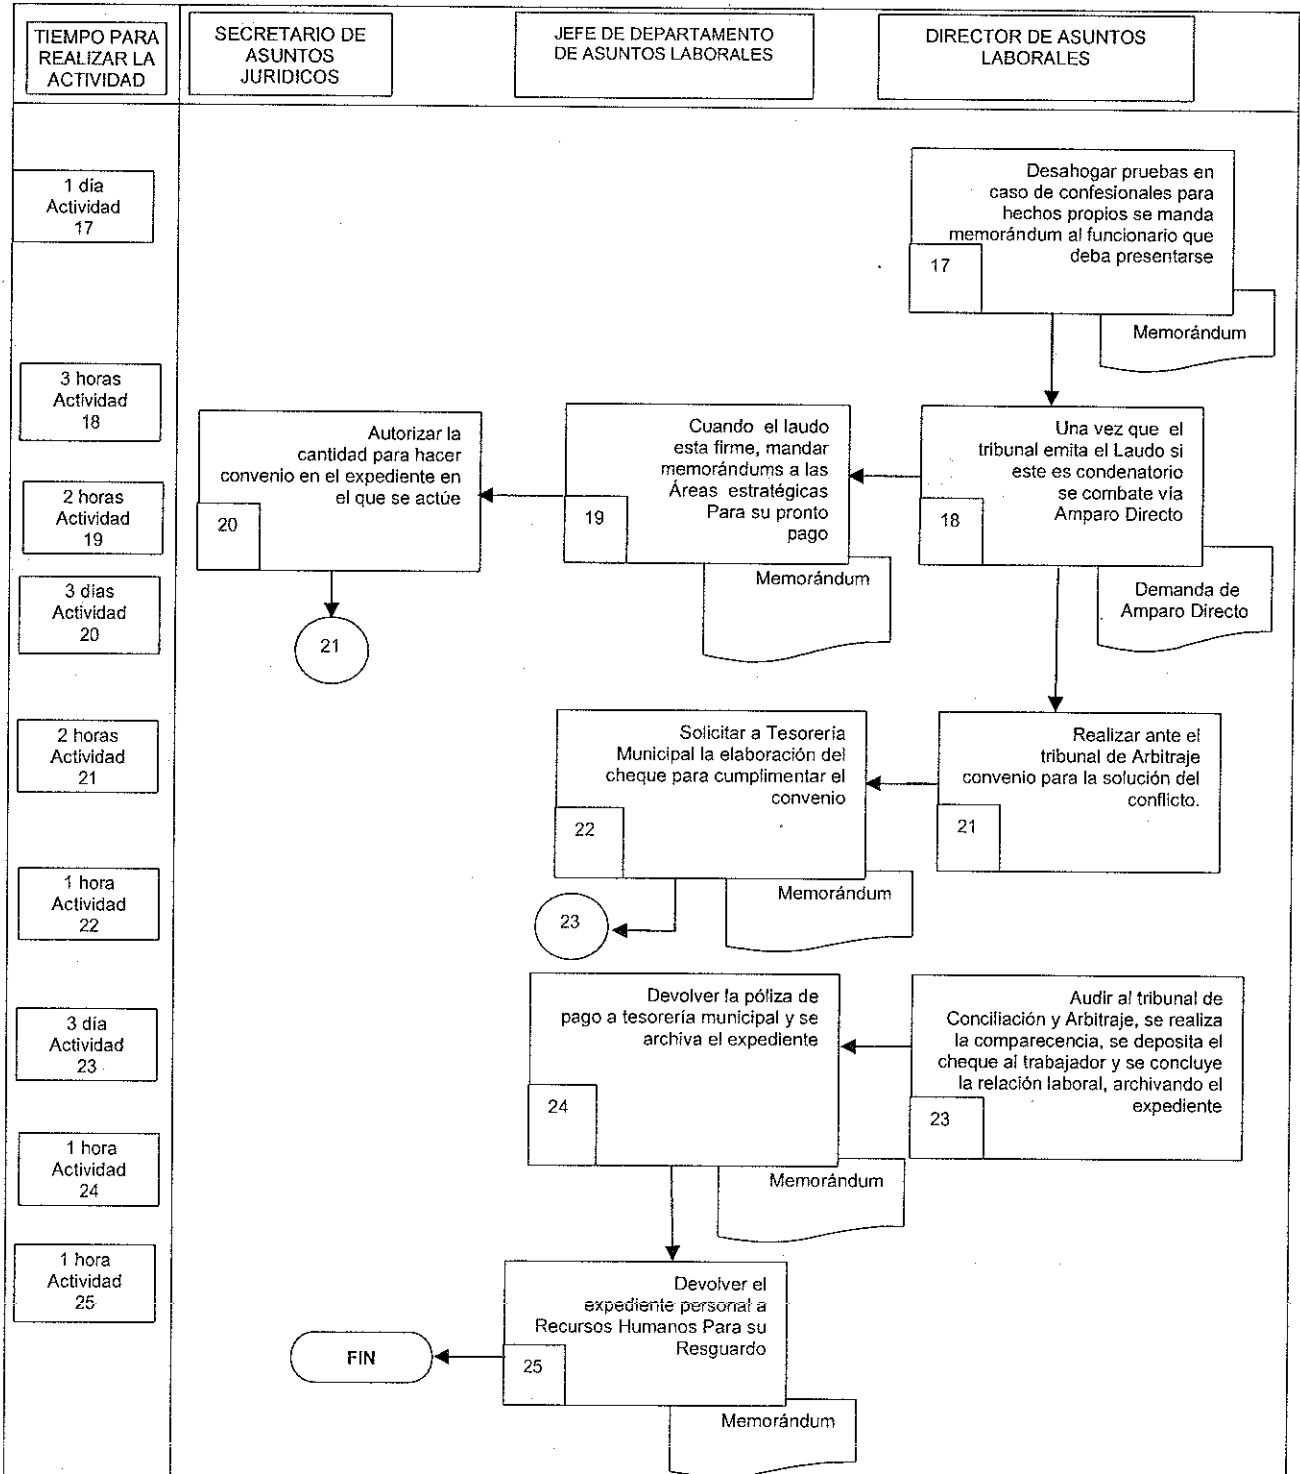 TIEMPO PARA
REALIZAR LA
ACTIVIDAD
SECRETARIO DE
ASUNTOS
JURIDICOS
JEFE DE DEPARTAMENTO
DE ASUNTOS LABORALES
DIRECTOR DE ASUNTOS
LABORALES
1 día
Actividad
17
Desahogar pruebas en
caso de confesionales para
hechos propios se manda
memorándum al funcionario que
deba presentarse
17
Memorándum
3 horas
Actividad
18
2 horas
Actividad
19
3 días
Actividad
20
Autorizar la
cantidad para hacer
convenio en el expediente en
el que se actúe
20
21
Cuando el laudo
esta firme, mandar
memorándums a las
Áreas estratégicas
Para su pronto
pago
19
Memorándum
Una vez que el
tribunal emita el Laudo si
este es condenatorio
se combate vía
Amparo Directo
18
Demanda de
Amparo Directo
2 horas
Actividad
21
Solicitar a Tesorería
Municipal la elaboración del
cheque para cumplimentar el
convenio
22
Memorándum
23
Realizar ante el
tribunal de Arbitraje
convenio para la solución del
conflicto.
21
1 hora
Actividad
22
3 día
Actividad
23
Devolver la póliza de
pago a tesorería municipal y se
archiva el expediente
24
Memorándum
Audir al tribunal de
Conciliación y Arbitraje, se realiza
la comparecencia, se deposita el
cheque al trabajador y se concluye
la relación laboral, archivando el
expediente
23
1 hora
Actividad
24
1 hora
Actividad
25
Devolver el
expediente personal a
Recursos Humanos Para su
Resguardo
25
Memorándum
FIN